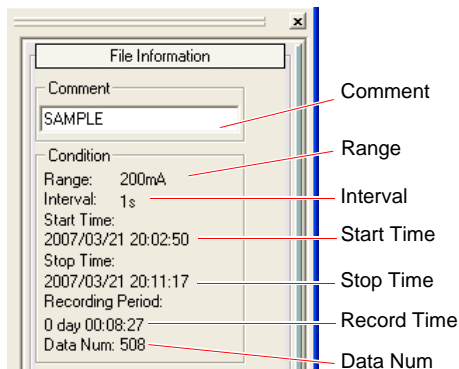 File Information
Comment
SAMPLE
Comment
Condition
Range: 200mA
Range
Interval: 1s
Interval
Start Time:
2007/03/21 20:02:50
Start Time
Stop Time:
2007/03/21 20:11:17
Stop Time
Recording Period:
0 day 00:08:27
Record Time
Data Num: 508
Data Num